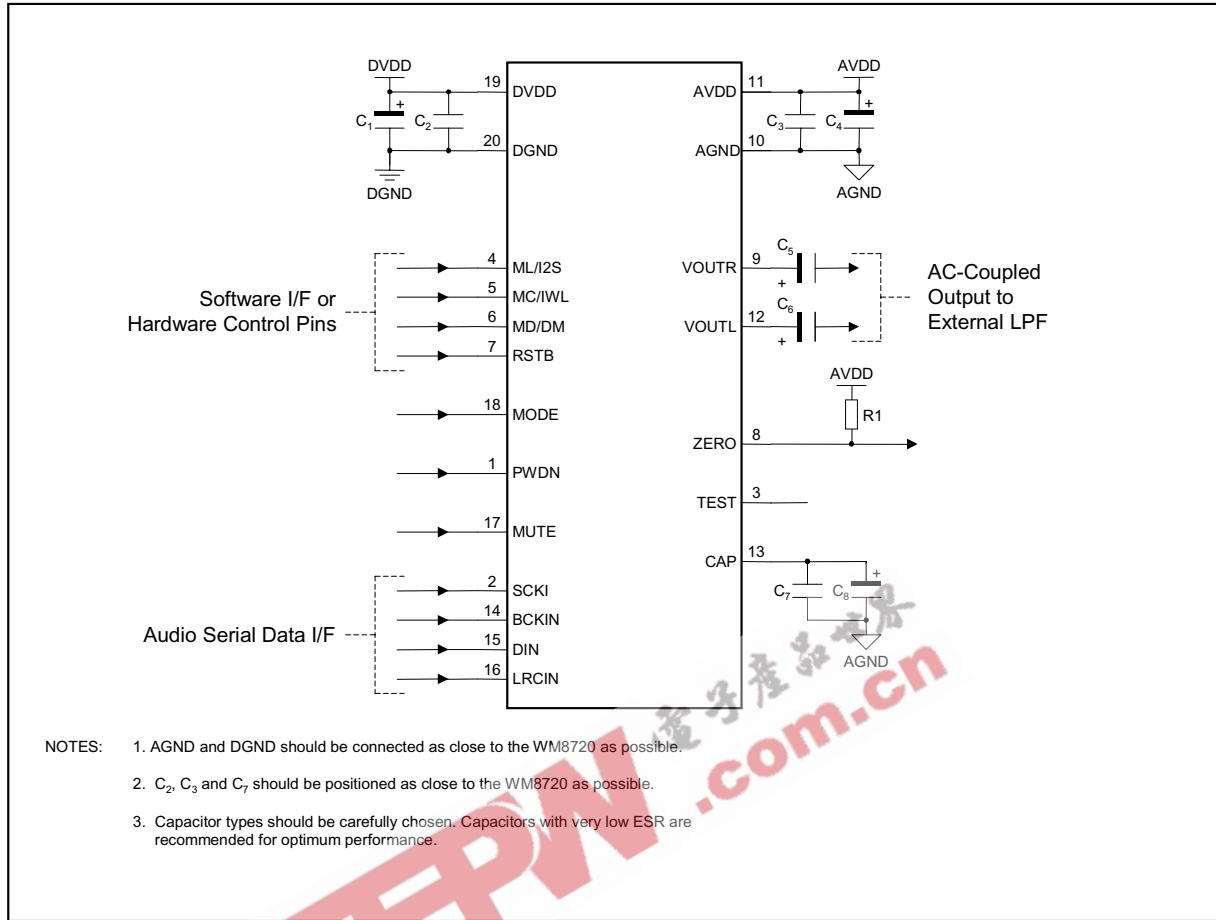 DVDD
19
DVDD
C1
+
C2
20
DGND
DGND
AVDD
11
AVDD
C3
C4
+
10
AGND
AGND
Software I/F or
Hardware Control Pins
4
ML/I2S
5
MC/IWL
6
MD/DM
7
RSTB
18
MODE
1
PWDN
17
MUTE
Audio Serial Data I/F
2
SCKI
14
BCKIN
15
DIN
16
LRCIN
VOUTR
9
C5
+
VOUTL
12
C6
+
AC-Coupled
Output to
External LPF
AVDD
R1
ZERO
8
TEST
3
CAP
13
C7
C8
+
AGND
NOTES: 1. AGND and DGND should be connected as close to the WM8720 as possible.
2. C2, C3 and C7 should be positioned as close to the WM8720 as possible.
3. Capacitor types should be carefully chosen. Capacitors with very low ESR are
recommended for optimum performance.
電子產品世界
.com.cn